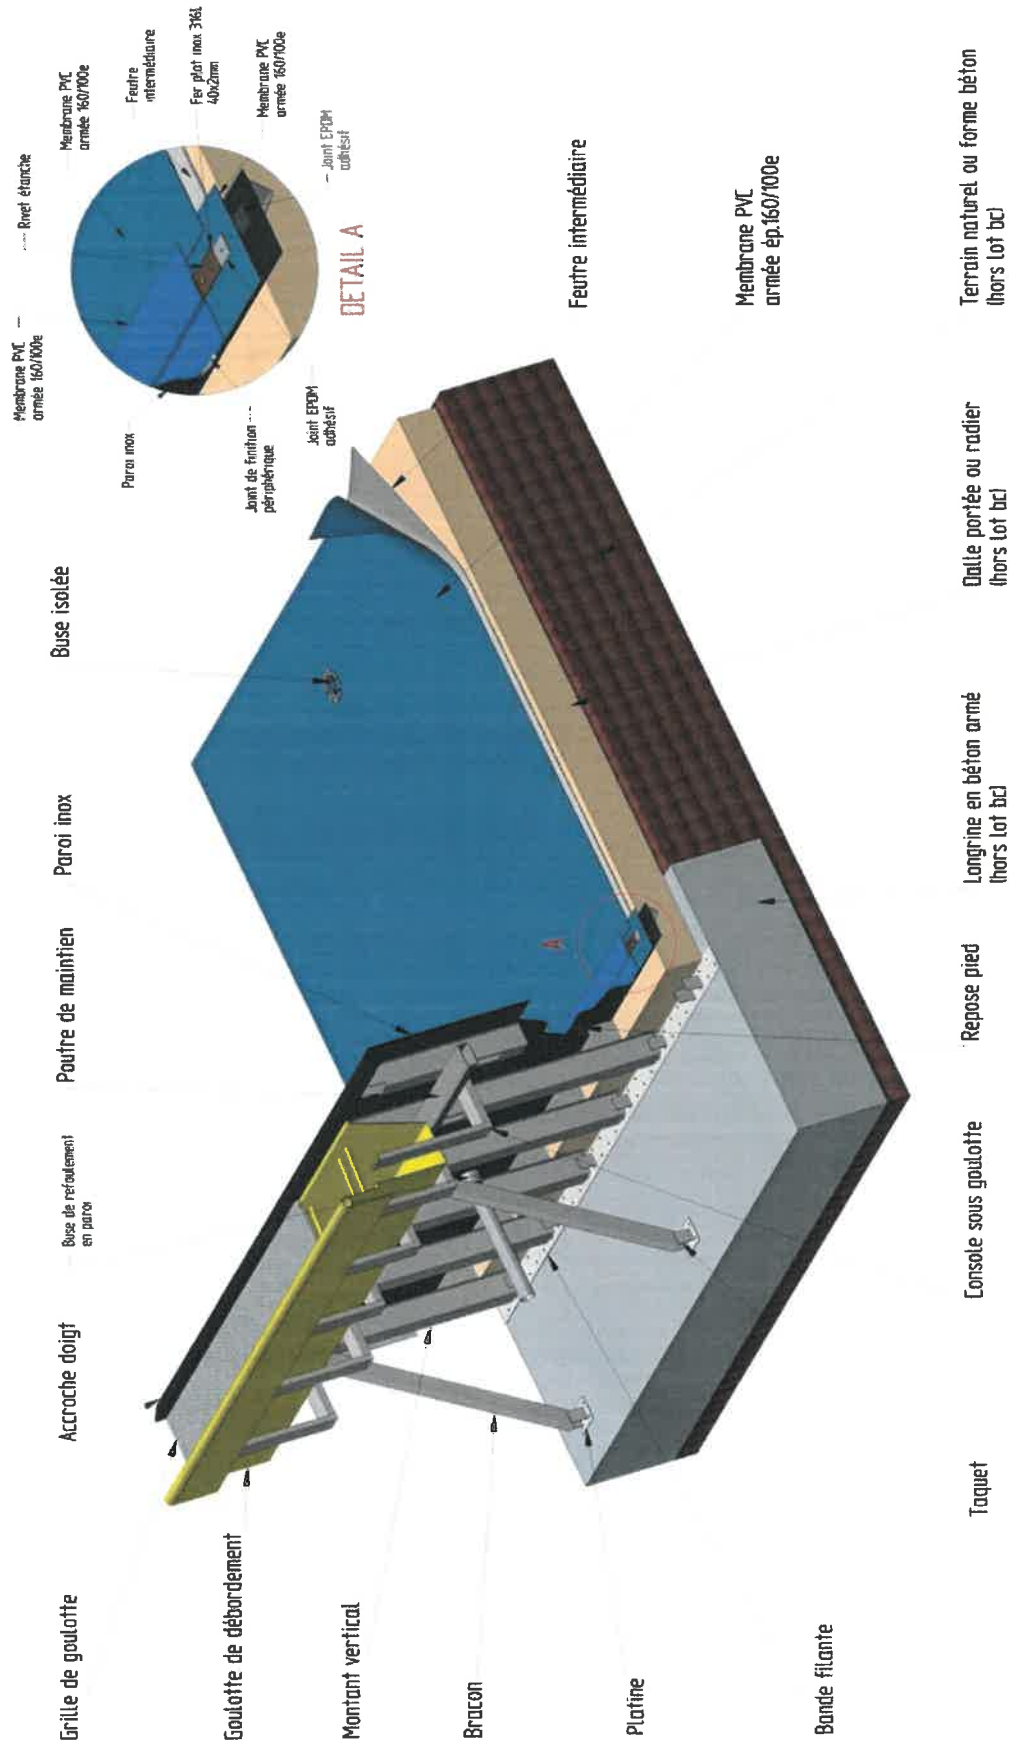 Grille de goulotte
Accroche doigt
Buse de refoulement
en paroi
Poutre de maintien
Paroi inox
Buse isolée
Goulotte de débordement
Montant vertical
Bracon
Platine
Bande filante
Taquet
Console sous goulotte
Repose pied
Longrine en béton armé
(hors lot bc)
Dalle portée ou radier
(hors lot bc)
Terrain naturel ou forme béton
(hors lot bc)
Membrane PVC
armée ép.160/100e
Feutre intermédiaire
Membrane PVC
armée 160/100e
Rivet étanche
Membrane PVC
armée 160/100e
Feutre
intermédiaire
Fer plat inox 316L
40x2mm
Membrane PVC
armée 160/100e
Joint EPDM
adhésif
Paroi inox
Joint de finition
périphérique
Joint EPDM
adhésif
DETAIL A
A